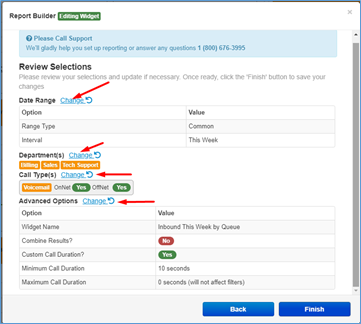 Report Builder Editing Widget ×
Please Call Support
We'll gladly help you set up reporting or answer any questions 1 (800) 676-3995
Review Selections
Please review your selections and update if necessary. Once ready, click the 'Finish' button to save your
changes
Date Range Change
Option Value
Range Type Common
Interval This Week
Department(s) Change
Billing Sales Tech Support
Call Type(s) Change
Voicemail OnNet Yes OffNet Yes
Advanced Options Change
Option Value
Widget Name Inbound This Week by Queue
Combine Results? No
Custom Call Duration? Yes
Minimum Call Duration 10 seconds
Maximum Call Duration 0 seconds (will not affect filters)
Back Finish